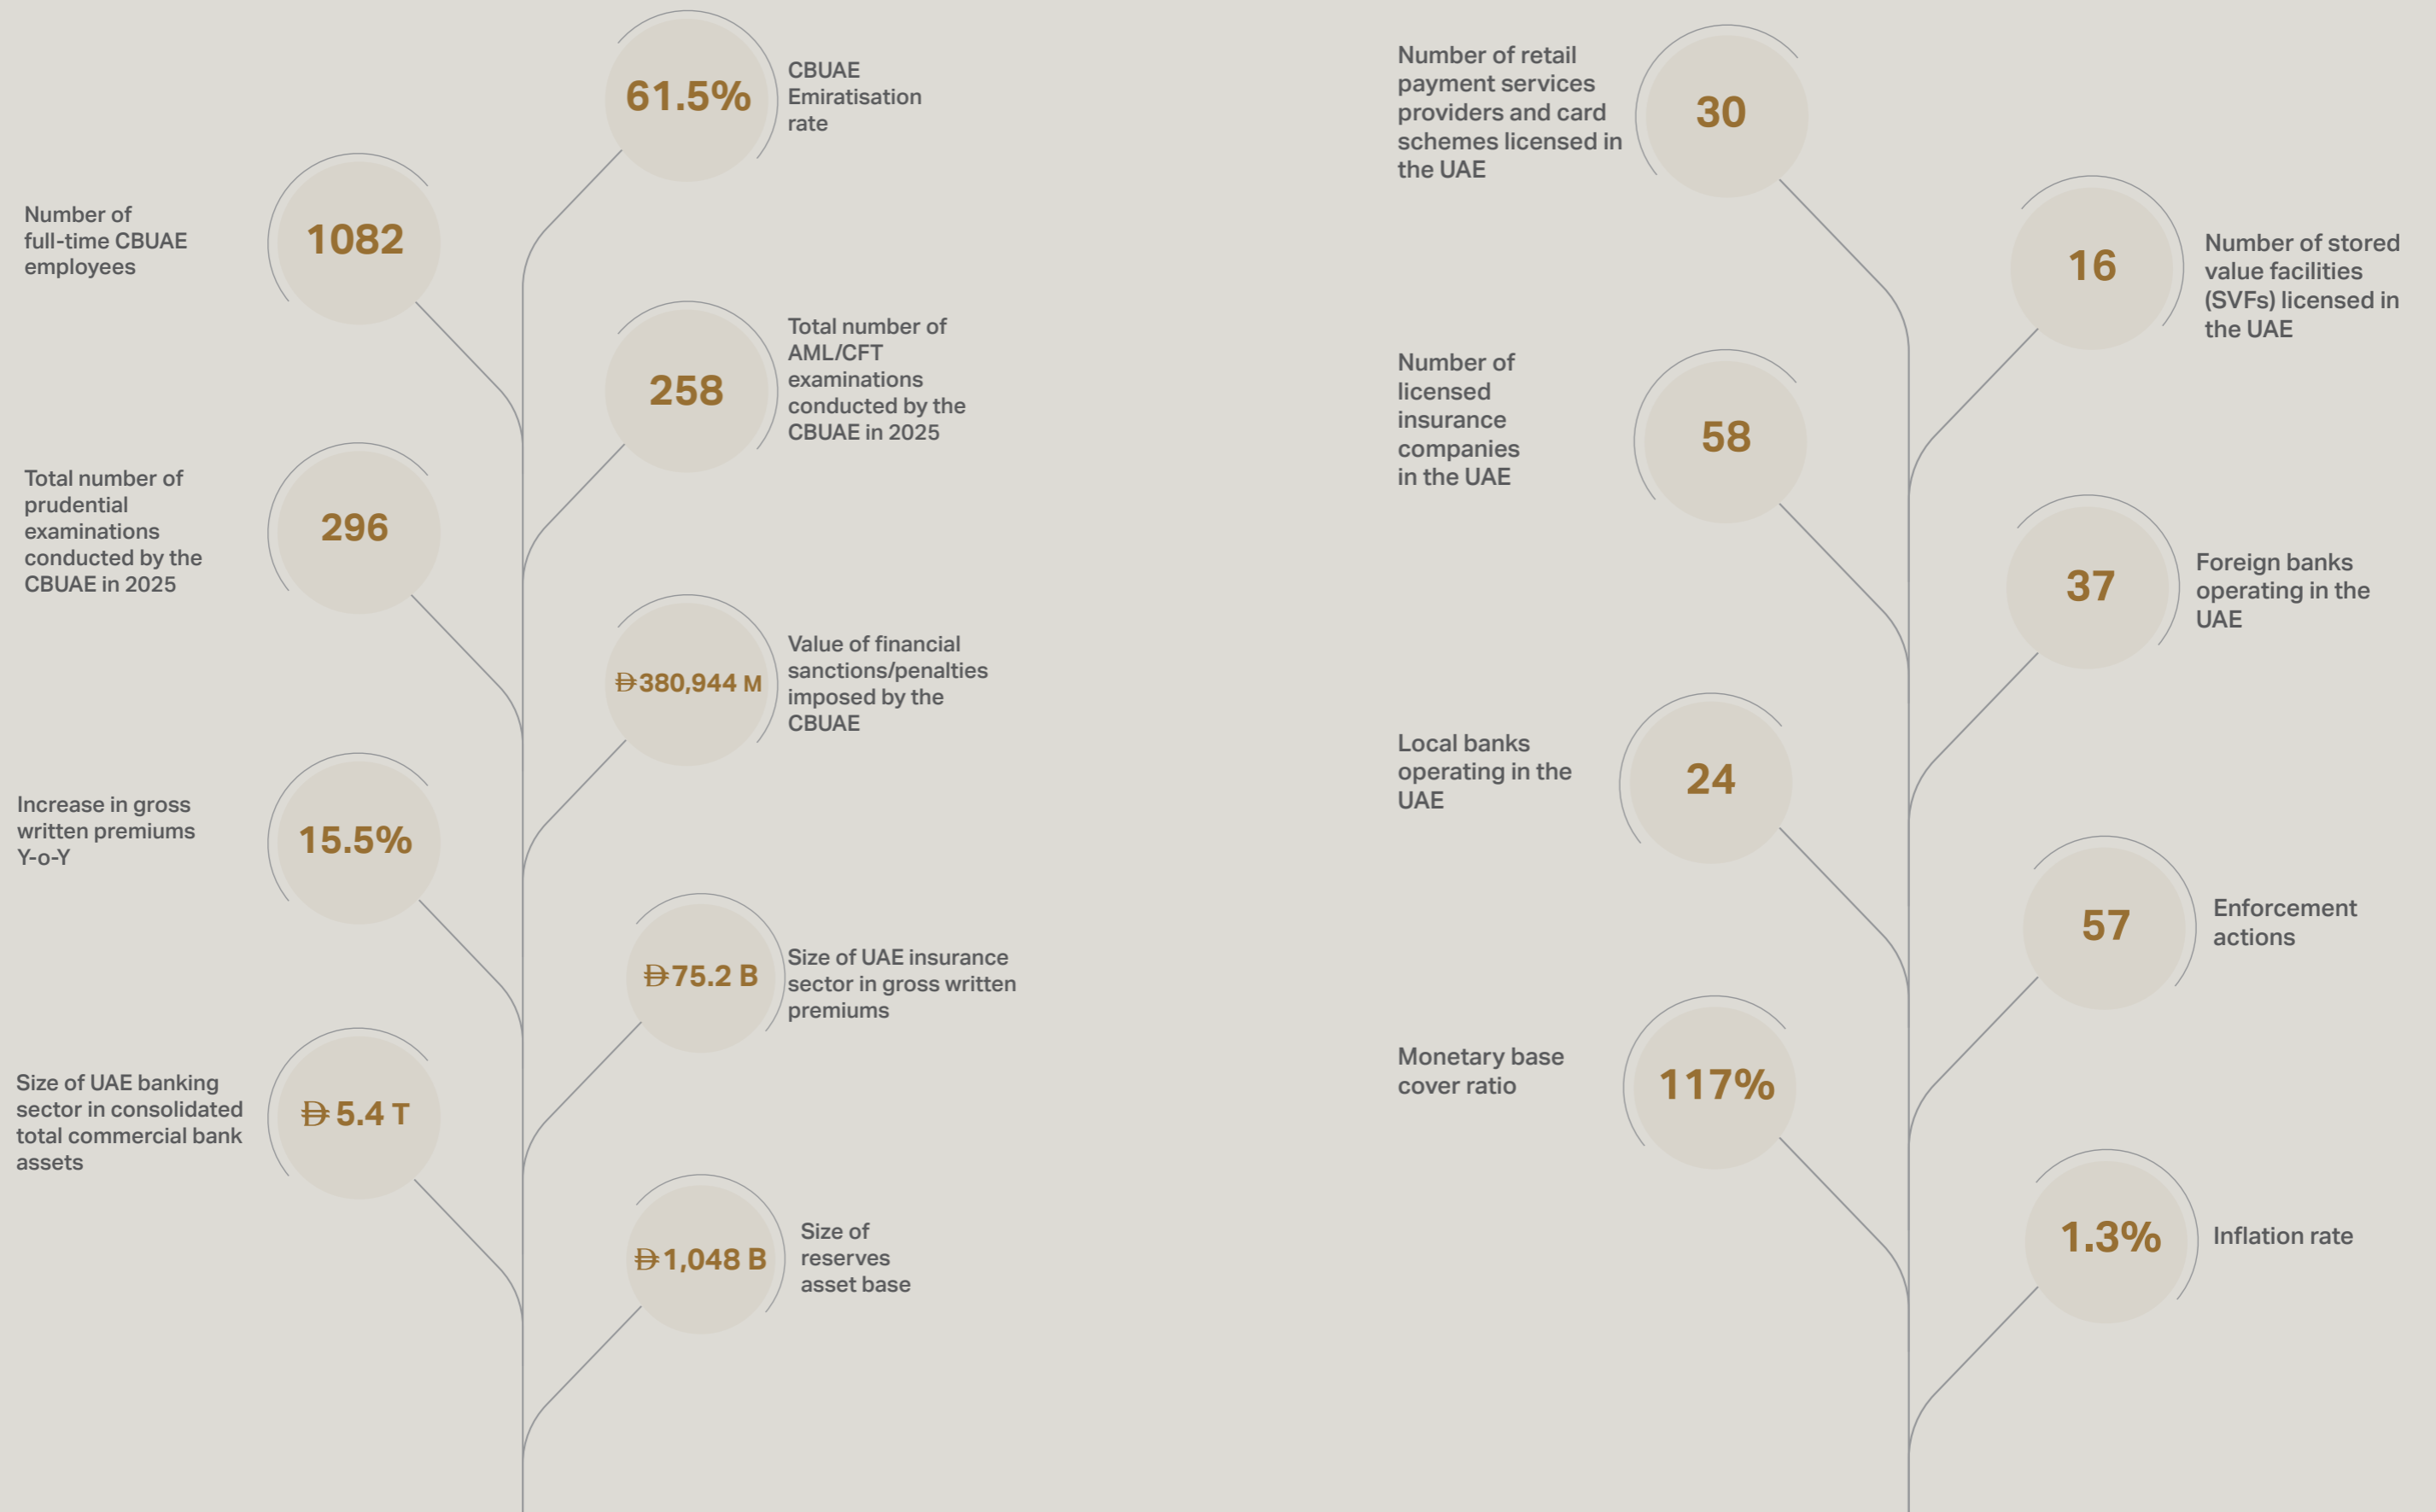 61.5%
CBUAE
Emiratisation
rate
Number of
full-time CBUAE
employees
1082
258
Total number of
AML/CFT
examinations
conducted by the
CBUAE in 2025
Total number of
prudential
examinations
conducted by the
CBUAE in 2025
296
380,944 M
Value of financial
sanctions/penalties
imposed by the
CBUAE
Increase in gross
written premiums
Y-o-Y
15.5%
75.2 B
Size of UAE insurance
sector in gross written
premiums
Size of UAE banking
sector in consolidated
total commercial bank
assets
5.4 T
1,048 B
Size of
reserves
asset base
Number of retail
payment services
providers and card
schemes licensed in
the UAE
30
16
Number of stored
value facilities
(SVFs) licensed in
the UAE
Number of
licensed
insurance
companies
in the UAE
58
37
Foreign banks
operating in the
UAE
Local banks
operating in the
UAE
24
57
Enforcement
actions
Monetary base
cover ratio
117%
1.3%
Inflation rate